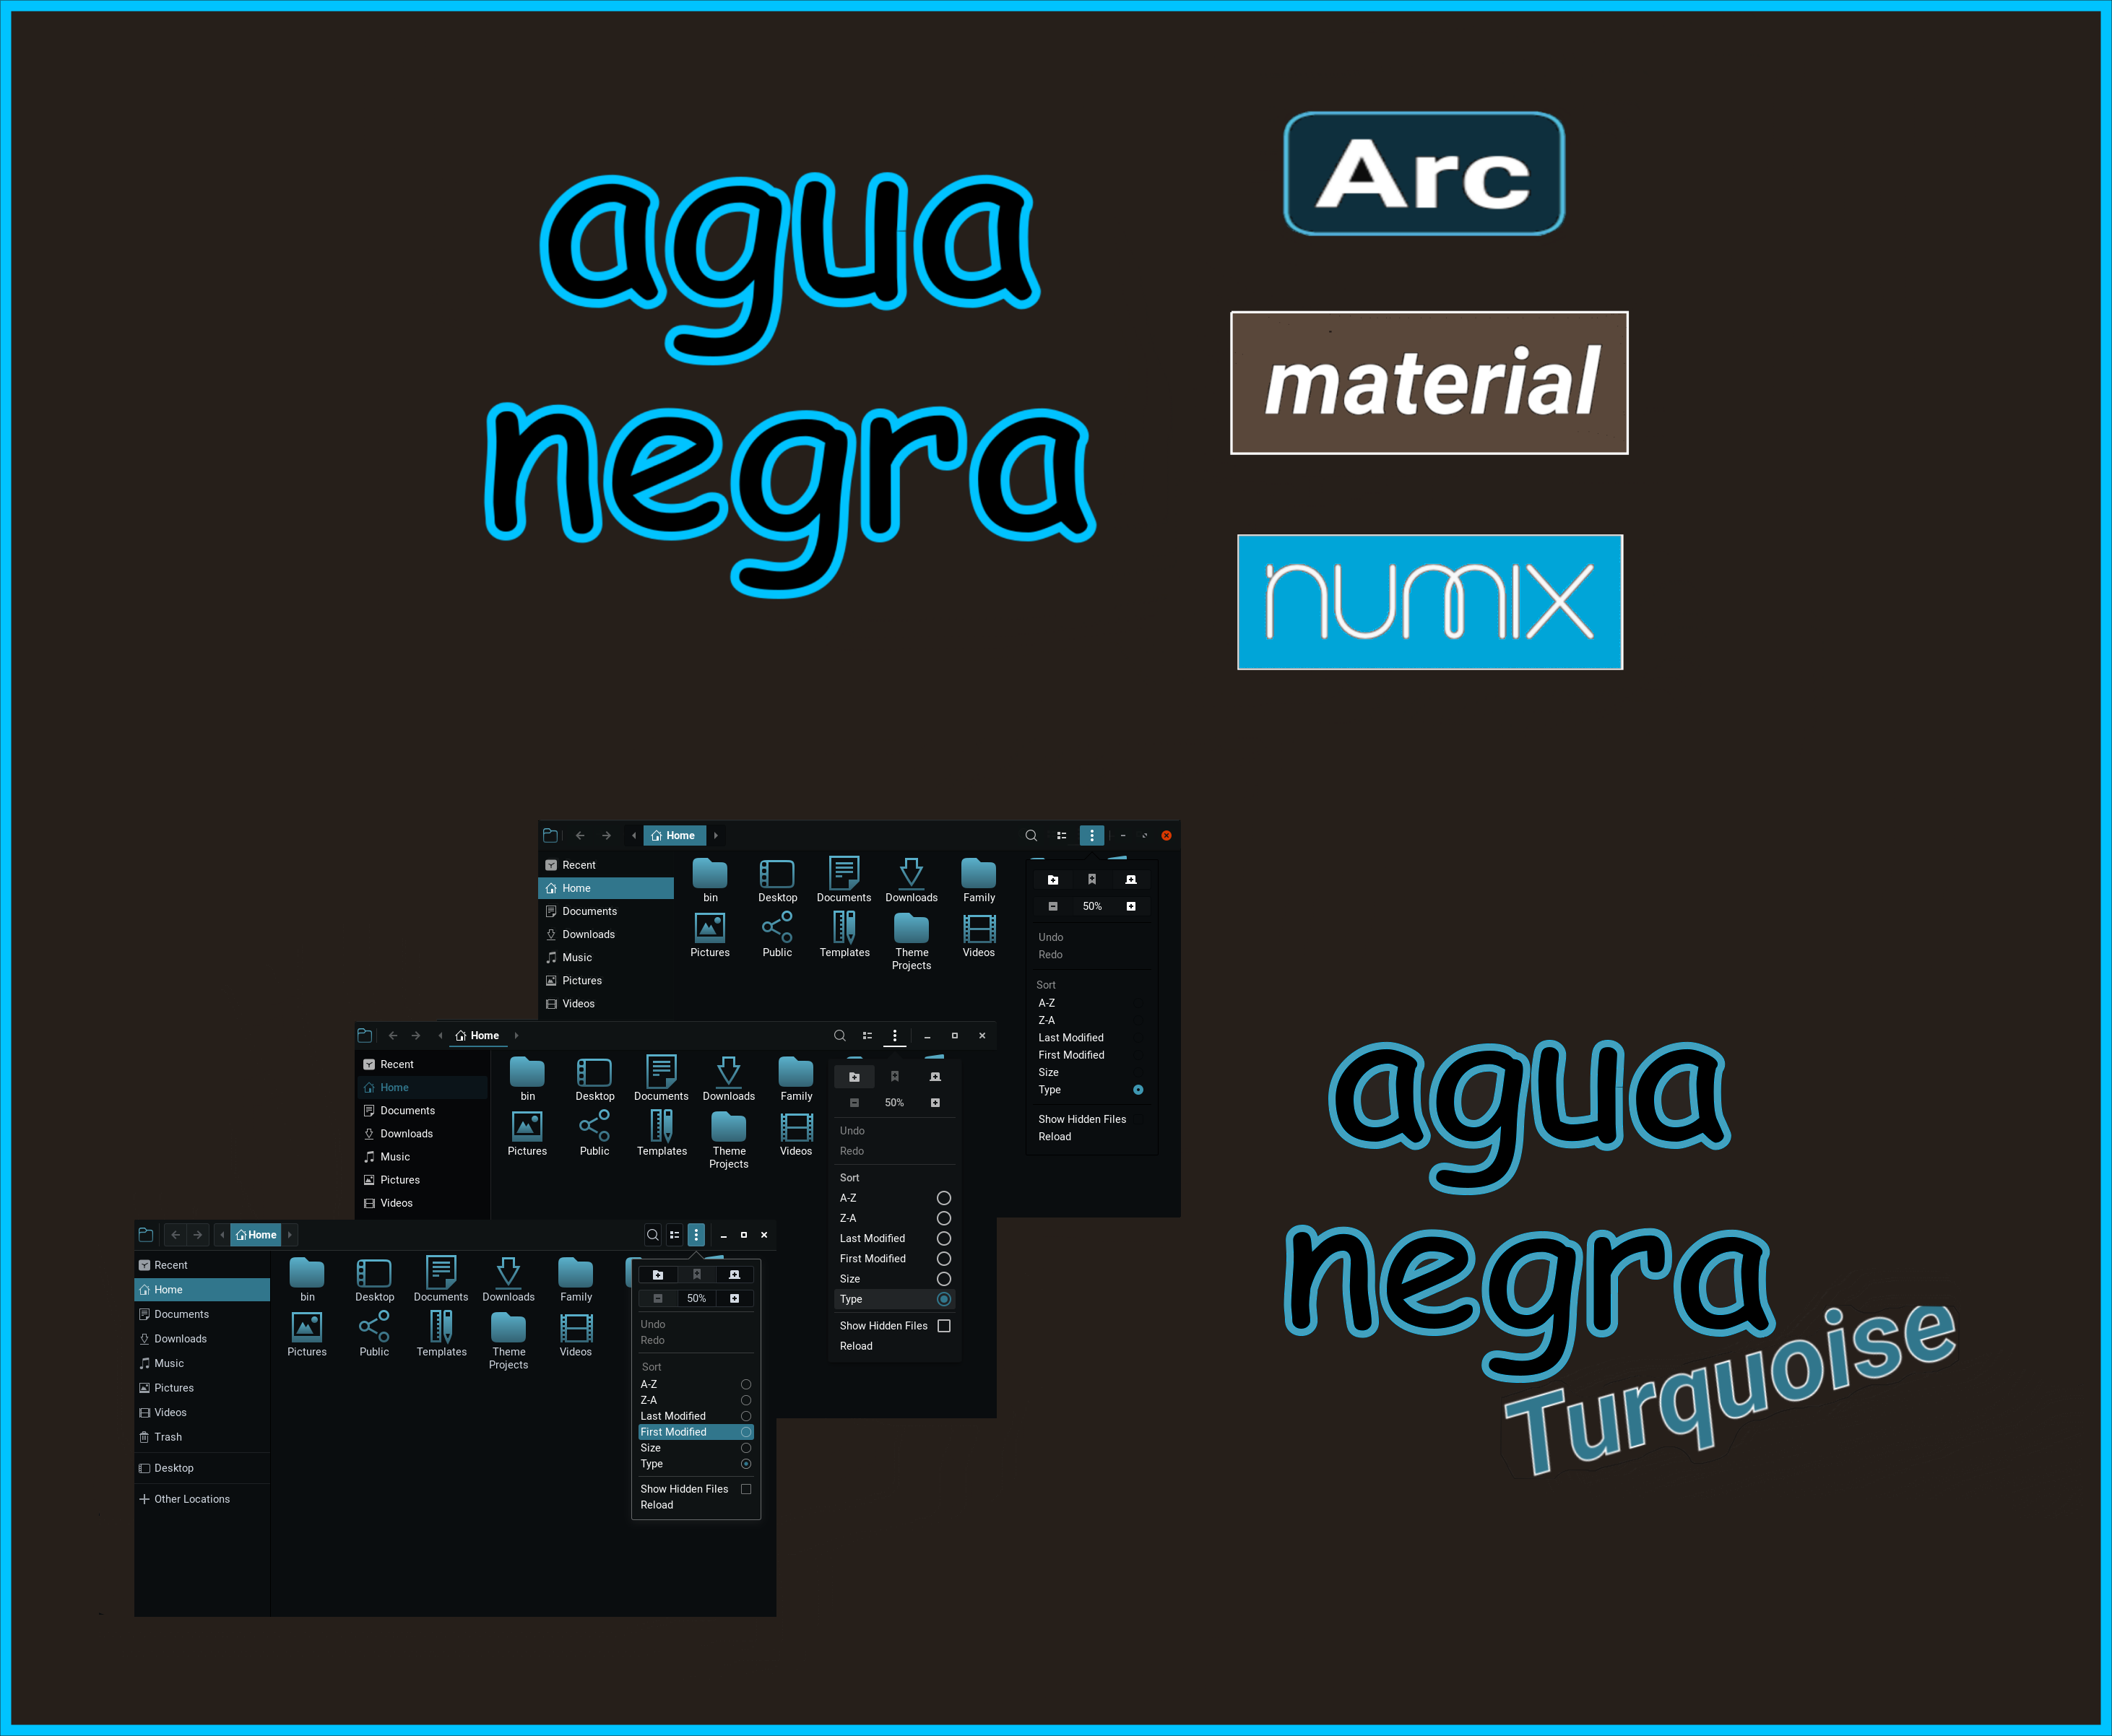 agua
negra
Arc
material
numix
Home
Recent
Home
Documents
Downloads
Music
Pictures
Videos
bin
Desktop
Documents
Downloads
Family
Pictures
Public
Templates
Theme
Projects
Videos
50%
Undo
Redo
Sort
A-Z
Z-A
Last Modified
First Modified
Size
Type
Show Hidden Files
Reload
Home
Recent
Home
Documents
Downloads
Music
Pictures
Videos
bin
Desktop
Documents
Downloads
Family
Pictures
Public
Templates
Theme
Projects
Videos
50%
Undo
Redo
Sort
A-Z
Z-A
Last Modified
First Modified
Size
Type
Show Hidden Files
Reload
Home
Recent
Home
Documents
Downloads
Music
Pictures
Videos
Trash
Desktop
Other Locations
bin
Desktop
Documents
Downloads
Family
Pictures
Public
Templates
Theme
Projects
Videos
50%
Undo
Redo
Sort
A-Z
Z-A
Last Modified
First Modified
Size
Type
Show Hidden Files
Reload
agua
negra
Turquoise